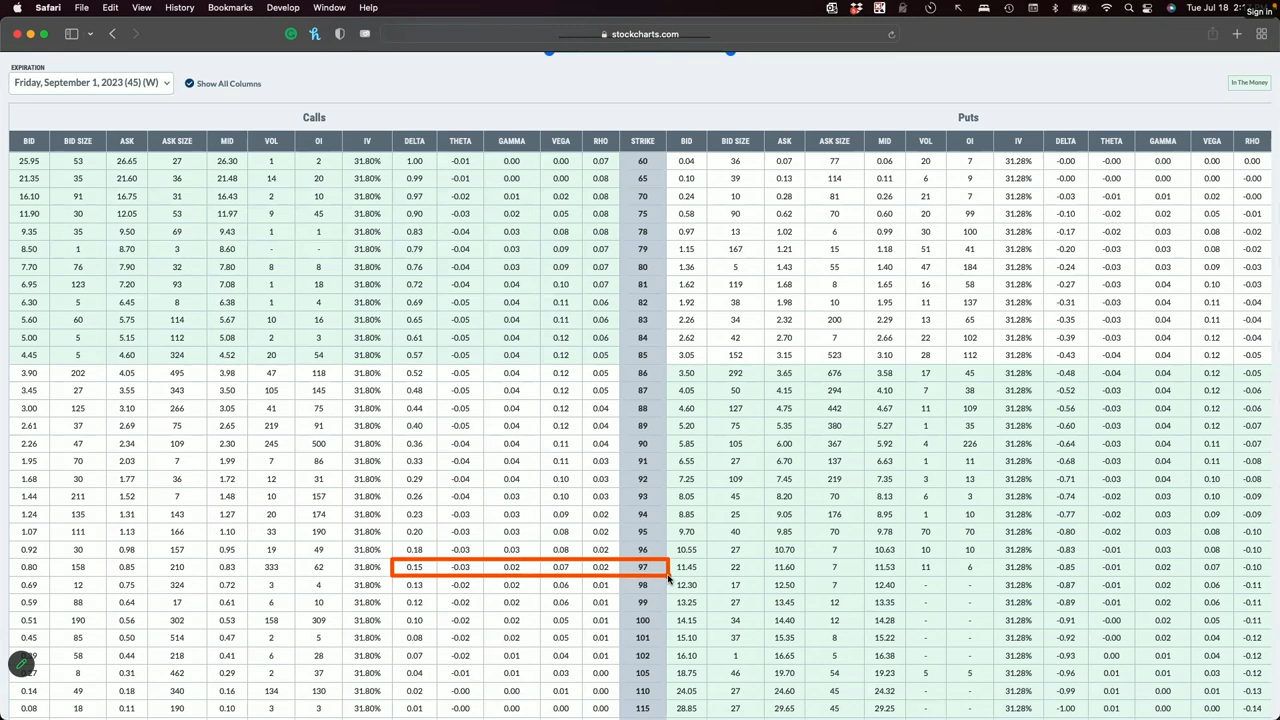 Safari File Edit View History Bookmarks Develop Window Help Tue Jul 18
Sign in
stockcharts.com
EXPIRATION
Friday, September 1, 2023 (45) (W) Show All Columns In The Money
Calls Puts
BID BID SIZE ASK ASK SIZE MID VOL OI IV DELTA THETA GAMMA VEGA RHO STRIKE BID BID SIZE ASK ASK SIZE MID VOL OI IV DELTA THETA GAMMA VEGA RHO
25.95 53 26.65 27 26.30 1 2 31.80% 1.00 -0.01 0.00 0.00 0.07 60 0.04 36 0.07 77 0.06 20 7 31.28% -0.00 -0.00 0.00 0.00 0.00
21.35 35 21.60 36 21.48 14 20 31.80% 0.99 -0.01 0.00 0.00 0.08 65 0.10 39 0.13 114 0.11 6 9 31.28% -0.00 -0.00 0.00 0.00 -0.00
16.10 91 16.75 31 16.43 2 10 31.80% 0.97 -0.02 0.01 0.02 0.08 70 0.24 10 0.28 81 0.26 21 7 31.28% -0.03 -0.01 0.01 0.02 -0.00
11.90 30 12.05 53 11.97 9 45 31.80% 0.90 -0.03 0.02 0.05 0.08 75 0.58 90 0.62 70 0.60 20 99 31.28% -0.10 -0.02 0.02 0.05 -0.01
9.35 35 9.50 69 9.43 1 1 31.80% 0.83 -0.04 0.03 0.08 0.08 78 0.97 13 1.02 6 0.99 30 100 31.28% -0.17 -0.02 0.03 0.08 -0.02
8.50 1 8.70 3 8.60 - - 31.80% 0.79 -0.04 0.03 0.09 0.07 79 1.15 167 1.21 15 1.18 51 41 31.28% -0.20 -0.03 0.03 0.08 -0.02
7.70 76 7.90 32 7.80 8 8 31.80% 0.76 -0.04 0.03 0.09 0.07 80 1.36 5 1.43 55 1.40 47 184 31.28% -0.24 -0.03 0.03 0.09 -0.03
6.95 123 7.20 93 7.08 1 18 31.80% 0.72 -0.04 0.03 0.10 0.07 81 1.62 119 1.68 8 1.65 16 58 31.28% -0.27 -0.03 0.03 0.10 -0.03
6.30 5 6.45 8 6.38 1 4 31.80% 0.69 -0.05 0.04 0.11 0.06 82 1.92 38 1.98 10 1.95 11 137 31.28% -0.31 -0.03 0.04 0.11 -0.04
5.60 60 5.75 114 5.67 10 16 31.80% 0.65 -0.05 0.04 0.11 0.06 83 2.26 34 2.32 200 2.29 13 65 31.28% -0.35 -0.03 0.04 0.11 -0.04
5.00 5 5.15 112 5.08 2 3 31.80% 0.61 -0.05 0.04 0.12 0.06 84 2.62 42 2.70 7 2.66 22 102 31.28% -0.39 -0.03 0.04 0.12 -0.04
4.45 5 4.60 324 4.52 20 54 31.80% 0.57 -0.05 0.04 0.12 0.05 85 3.05 152 3.15 523 3.10 28 112 31.28% -0.43 -0.04 0.04 0.12 -0.05
3.90 202 4.05 495 3.98 47 118 31.80% 0.52 -0.05 0.04 0.12 0.05 86 3.50 292 3.65 676 3.58 17 45 31.28% -0.48 -0.04 0.04 0.12 -0.05
3.45 27 3.55 343 3.50 105 145 31.80% 0.48 -0.05 0.04 0.12 0.05 87 4.05 50 4.15 294 4.10 7 38 31.28% -0.52 -0.03 0.04 0.12 -0.06
3.00 125 3.10 266 3.05 41 75 31.80% 0.44 -0.05 0.04 0.12 0.04 88 4.60 127 4.75 442 4.67 11 109 31.28% -0.56 -0.03 0.04 0.12 -0.06
2.61 37 2.69 75 2.65 219 91 31.80% 0.40 -0.05 0.04 0.12 0.04 89 5.20 75 5.35 380 5.27 1 35 31.28% -0.60 -0.03 0.04 0.12 -0.07
2.26 47 2.34 109 2.30 245 500 31.80% 0.36 -0.04 0.04 0.11 0.04 90 5.85 105 6.00 367 5.92 4 226 31.28% -0.64 -0.03 0.04 0.11 -0.07
1.95 70 2.03 7 1.99 7 86 31.80% 0.33 -0.04 0.04 0.11 0.03 91 6.55 27 6.70 137 6.63 1 11 31.28% -0.68 -0.03 0.04 0.11 -0.08
1.68 30 1.77 36 1.72 12 31 31.80% 0.29 -0.04 0.04 0.10 0.03 92 7.25 109 7.45 219 7.35 3 13 31.28% -0.71 -0.03 0.04 0.10 -0.08
1.44 211 1.52 7 1.48 10 157 31.80% 0.26 -0.04 0.03 0.10 0.03 93 8.05 45 8.20 70 8.13 6 3 31.28% -0.74 -0.02 0.03 0.10 -0.09
1.24 135 1.31 143 1.27 20 174 31.80% 0.23 -0.03 0.03 0.09 0.02 94 8.85 25 9.05 176 8.95 1 10 31.28% -0.77 -0.02 0.03 0.09 -0.09
1.07 111 1.13 166 1.10 33 190 31.80% 0.20 -0.03 0.03 0.08 0.02 95 9.70 40 9.85 70 9.78 70 70 31.28% -0.80 -0.02 0.03 0.08 -0.10
0.92 30 0.98 157 0.95 19 49 31.80% 0.18 -0.03 0.03 0.08 0.02 96 10.55 27 10.70 7 10.63 10 10 31.28% -0.83 -0.01 0.03 0.08 -0.10
0.80 158 0.85 210 0.83 333 62 31.80% 0.15 -0.03 0.02 0.07 0.02 97 11.45 22 11.60 7 11.53 11 6 31.28% -0.85 -0.01 0.02 0.07 -0.10
0.69 12 0.75 324 0.72 3 4 31.80% 0.13 -0.02 0.02 0.06 0.01 98 12.30 17 12.50 7 12.40 - - 31.28% -0.87 -0.01 0.02 0.06 -0.11
0.59 88 0.64 17 0.61 6 10 31.80% 0.12 -0.02 0.02 0.06 0.01 99 13.25 27 13.45 12 13.35 - - 31.28% -0.89 -0.01 0.02 0.06 -0.11
0.51 190 0.56 302 0.53 158 309 31.80% 0.10 -0.02 0.02 0.05 0.01 100 14.15 34 14.40 12 14.28 - - 31.28% -0.91 -0.00 0.02 0.05 -0.11
0.45 85 0.50 514 0.47 2 5 31.80% 0.08 -0.02 0.02 0.05 0.01 101 15.10 37 15.35 8 15.22 - - 31.28% -0.92 -0.00 0.02 0.04 -0.12
58 0.44 218 0.41 6 28 31.80% 0.07 -0.02 0.01 0.04 0.01 102 16.10 1 16.65 5 16.38 - - 31.28% -0.93 0.00 0.01 0.04 -0.12
8 0.31 462 0.29 2 37 31.80% 0.04 -0.01 0.01 0.03 0.00 105 18.75 46 19.70 54 19.23 5 5 31.28% -0.96 0.01 0.01 0.03 -0.12
0.14 49 0.18 340 0.16 134 130 31.80% 0.02 -0.00 0.00 0.01 0.00 110 24.05 27 24.60 45 24.32 - - 31.28% -0.99 0.01 0.00 0.01 -0.13
0.08 18 0.11 190 0.10 3 3 31.80% 0.01 -0.00 0.00 0.00 0.00 115 28.85 27 29.65 45 29.25 - - 31.28% -1.00 0.01 0.00 0.00 -0.14